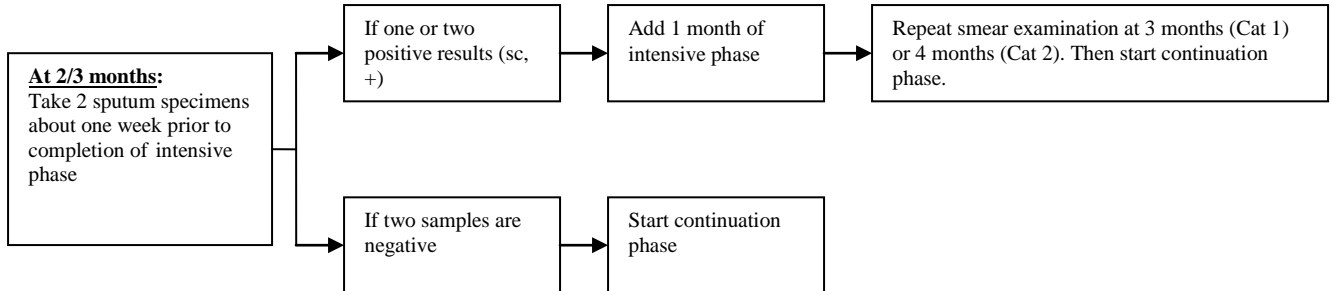 At 2/3 months:
Take 2 sputum specimens
about one week prior to
completion of intensive
phase
If one or two
positive results (sc,
+)
Add 1 month of
intensive phase
Repeat smear examination at 3 months (Cat 1)
or 4 months (Cat 2). Then start continuation
phase.
If two samples are
negative
Start continuation
phase